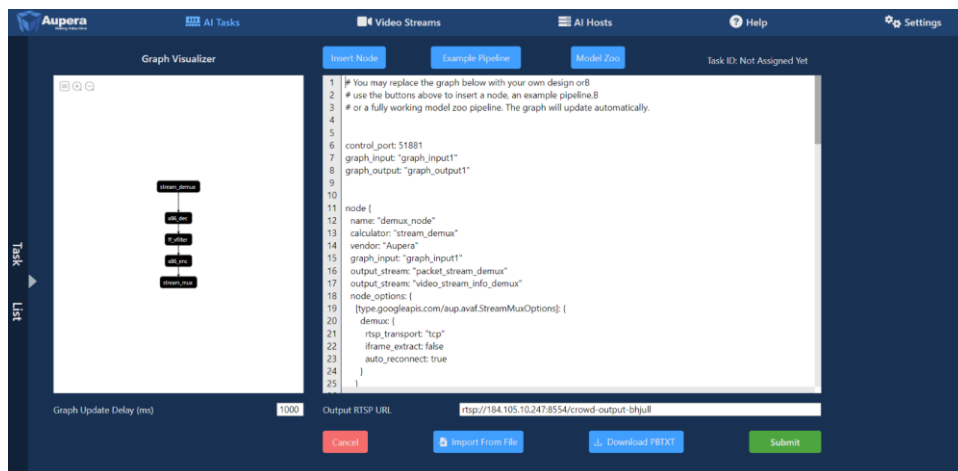 Aupera
AI Tasks
Video Streams
AI Hosts
Help
Settings
Graph Visualizer
Insert Node
Example Pipeline
Model Zoo
Task ID: Not Assigned Yet
1 # You may replace the graph below with your own design orB
2 # use the buttons above to insert a node, an example pipeline,B
3 # or a fully working model zoo pipeline. The graph will update automatically.
4
5
6 control_port: 51881
7 graph_input: "graph_input1"
8 graph_output: "graph_output1"
9
10
11 node {
12 name: "demux_node"
13 calculator: "stream_demux"
14 vendor: "Aupera"
15 graph_input: "graph_input1"
16 output_stream: "packet_stream_demux"
17 output_stream: "video_stream_info_demux"
18 node_options: {
19 [type.googleapis.com/aup.avaf.StreamMuxOptions]: {
20 demux: {
21 rtsp_transport: "tcp"
22 iframe_extract: false
23 auto_reconnect: true
24 }
25 }
stream_demux
x86_dec
ff_vfilter
x86_enc
stream_mux
Task List
Graph Update Delay (ms)
1000
Output RTSP URL
rtsp://184.105.10.247:8554/crowd-output-bhjull
Cancel
Import From File
Download PBTXT
Submit